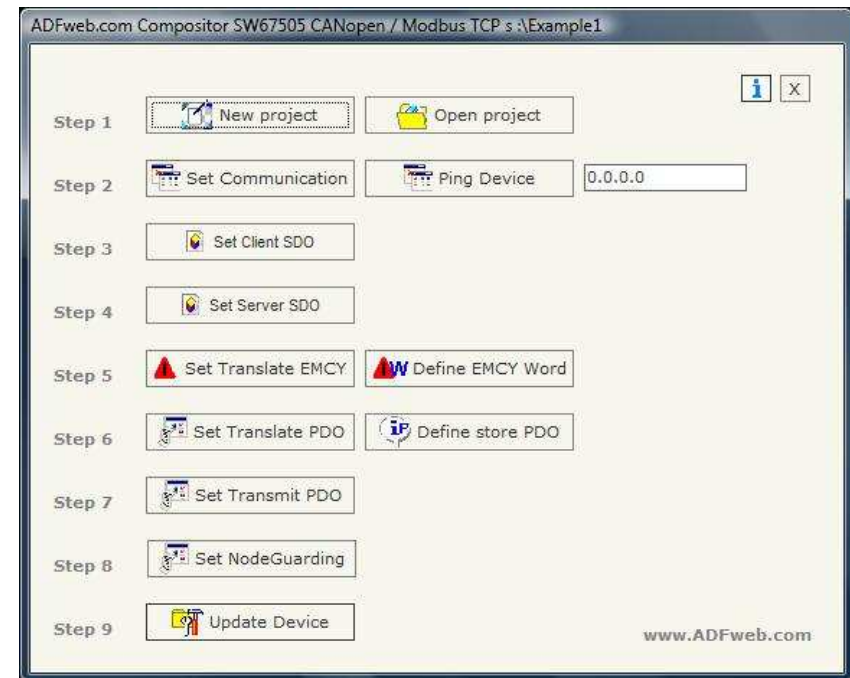 ADFweb.com Compositor SW67505 CANopen / Modbus TCP s :\Example1
i X
Step 1 New project Open project
Step 2 Set Communication Ping Device 0.0.0.0
Step 3 Set Client SDO
Step 4 Set Server SDO
Step 5 Set Translate EMCY W Define EMCY Word
Step 6 Set Translate PDO iP Define store PDO
Step 7 Set Transmit PDO
Step 8 Set NodeGuarding
Step 9 Update Device
www.ADFweb.com